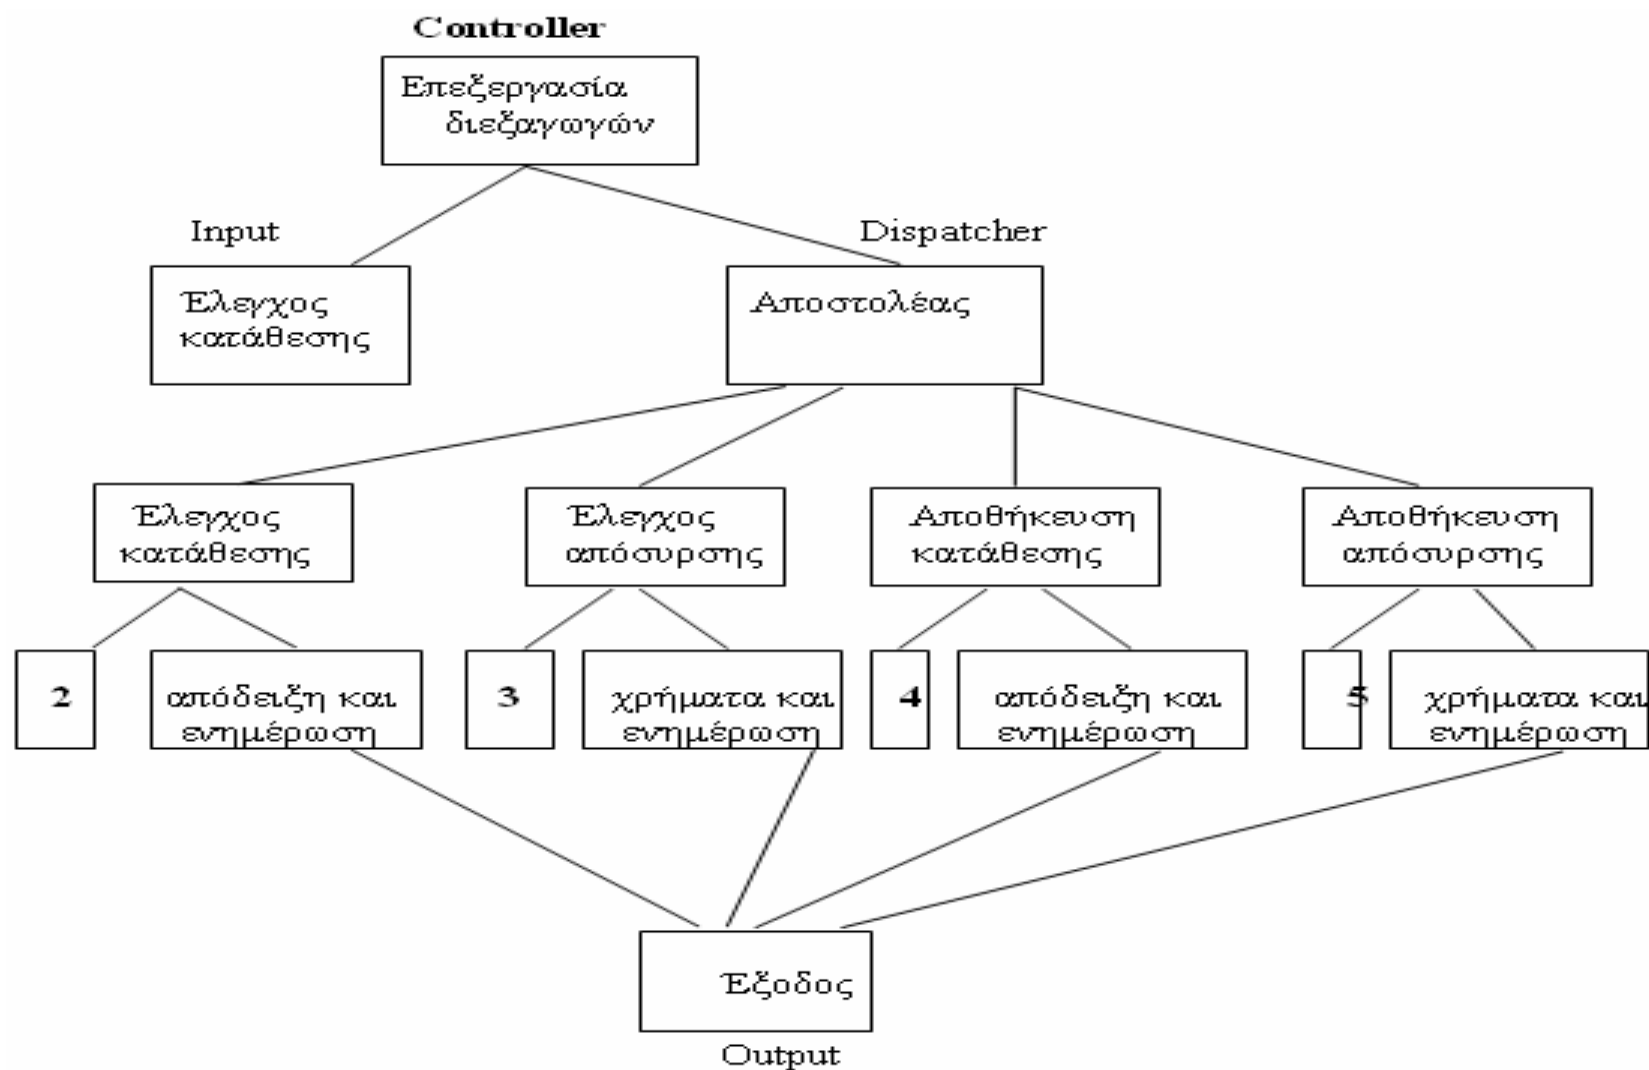 Controller
Επεξεργασία
διεξαγωγών
Input
Dispatcher
Έλεγχος
κατάθεσης
Αποστολέας
Έλεγχος
κατάθεσης
Έλεγχος
απόσυρσης
Αποθήκευση
κατάθεσης
Αποθήκευση
απόσυρσης
2
απόδειξη και
ενημέρωση
3
χρήματα και
ενημέρωση
4
απόδειξη και
ενημέρωση
5
χρήματα και
ενημέρωση
Έξοδος
Output